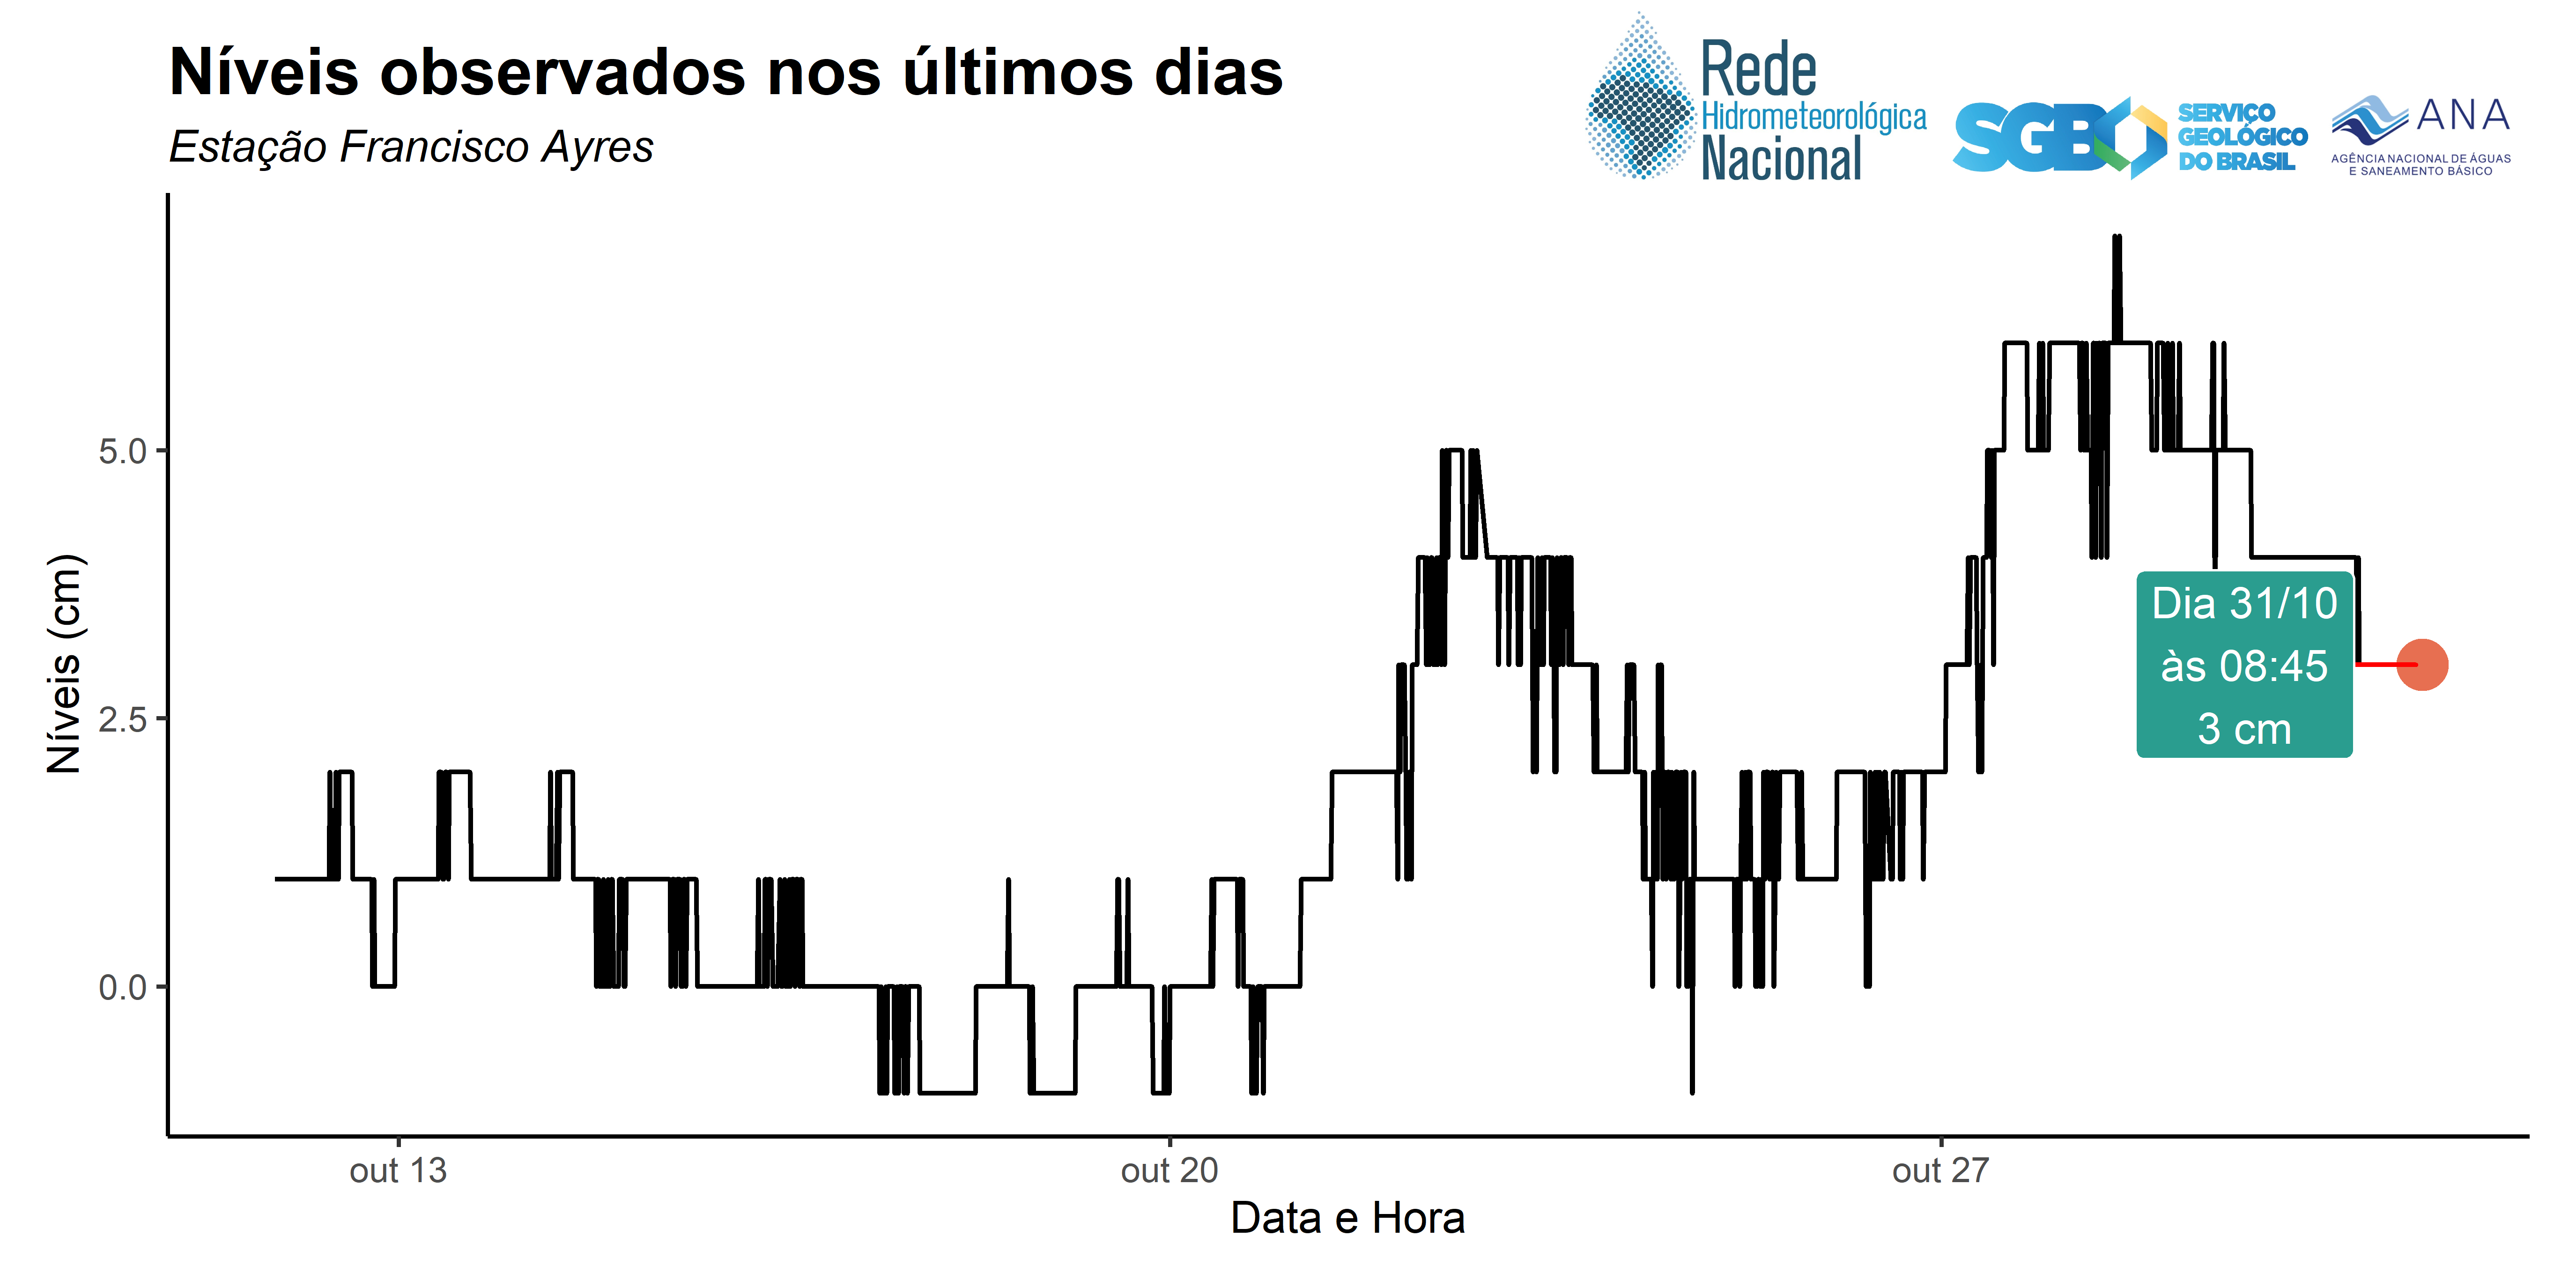 Níveis observados nos últimos dias
Estação Francisco Ayres
Rede
Hidrometeorológica
Nacional
SGB
SERVIÇO
GEOLÓGICO
DO BRASIL
ANA
AGÊNCIA NACIONAL DE ÁGUAS
E SANEAMENTO BÁSICO
Níveis (cm)
5.0
2.5
0.0
Dia 31/10
às 08:45
3 cm
out 13
out 20
out 27
Data e Hora